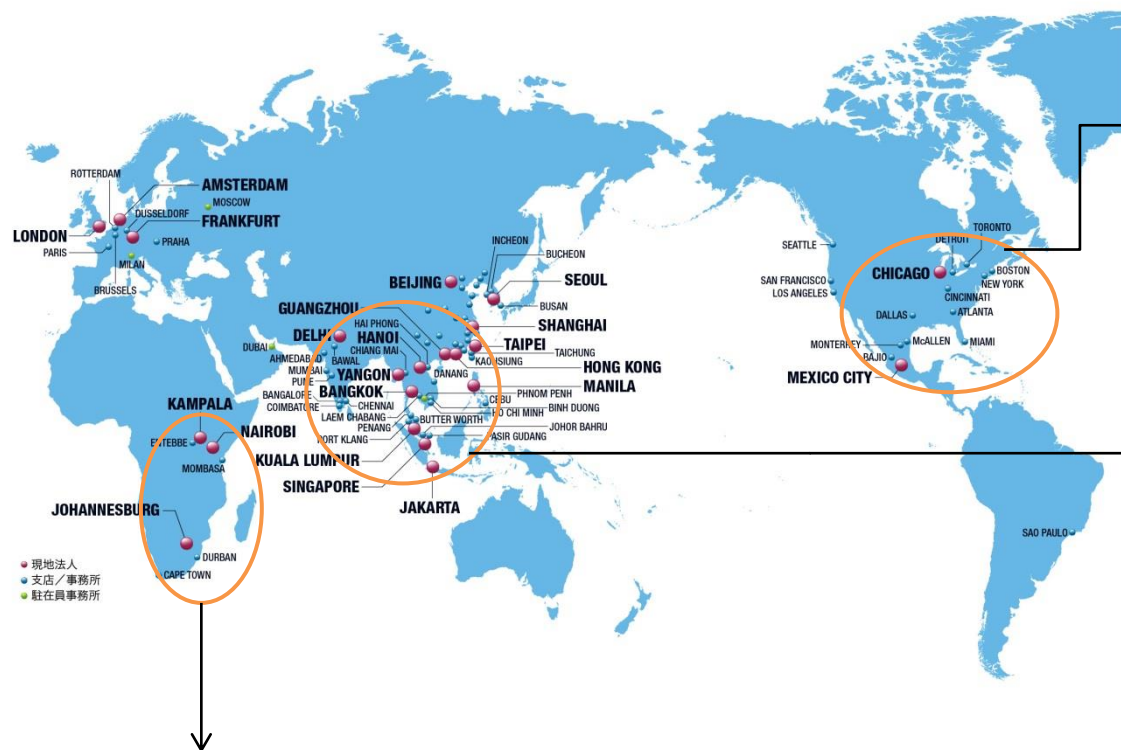 ROTTERDAM
AMSTERDAM
DUSSELDORF
MOSCOW
FRANKFURT
LONDON
PARIS
PRAHA
MILAN
BRUSSELS
DUBAI
BEIJING
INCHEON
BUCHEON
SEOUL
BUSAN
GUANGZHOU
SHANGHAI
HAI PHONG
DELHI
HANOI
TAIPEI
CHIANG MAI
TAICHUNG
AHMEDABAD
BAWAL
KAOHSIUNG
MUMBAI
YANGON
DANANG
HONG KONG
PUNE
BANGKOK
MANILA
BANGALORE
CEBU
PHNOM PENH
COIMBATORE
CHENNAI
HO CHI MINH
BINH DUONG
LAEM CHABANG
BUTTER WORTH
PENANG
JOHOR BAHRU
PORT KLANG
PASIR GUDANG
KUALA LUMPUR
SINGAPORE
JAKARTA
KAMPALA
ENTEBBE
NAIROBI
MOMBASA
JOHANNESBURG
DURBAN
CAPE TOWN
SEATTLE
DETROIT
TORONTO
CHICAGO
BOSTON
SAN FRANCISCO
NEW YORK
LOS ANGELES
CINCINNATI
DALLAS
ATLANTA
MONTERREY
McALLEN
MIAMI
BAJIO
MEXICO CITY
SAO PAULO
現地法人
支店／事務所
駐在員事務所